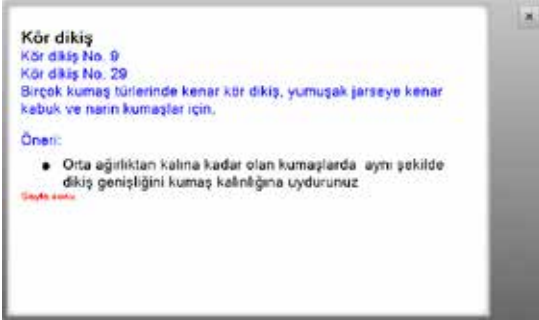 Kör dikiş
Kör dikiş No. 9
Kör dikiş No. 29
Birçok kumaş türlerinde kenar kör dikiş, yumuşak jarseye kenar
kabuk ve narin kumaşlar için.
Öneri:
● Orta ağırlıktan kalına kadar olan kumaşlarda aynı şekilde
dikiş genişliğini kumaş kalınlığına uydurunuz
Sayfa sonu